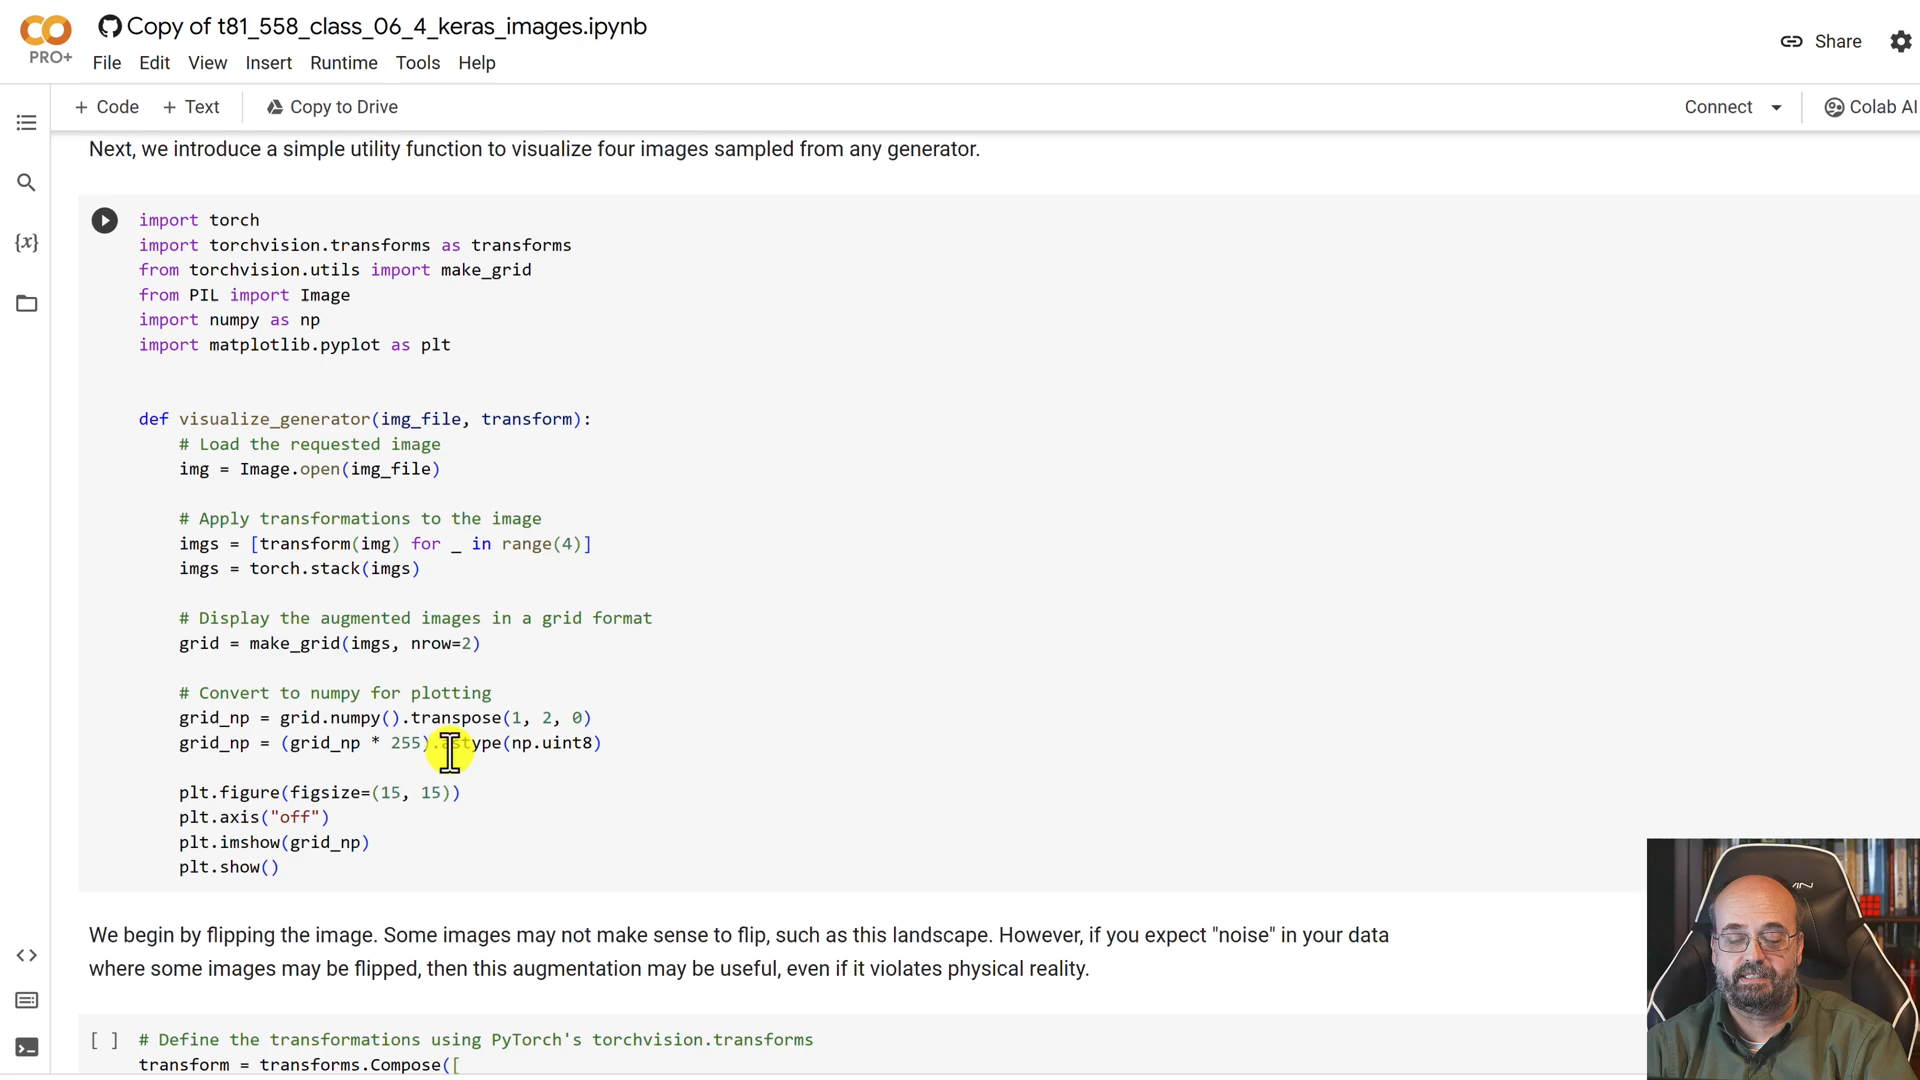 Copy of t81_558_class_06_4_keras_images.ipynb
PRO+
File Edit View Insert Runtime Tools Help
Share
+ Code + Text Copy to Drive
Connect
Colab AI
Next, we introduce a simple utility function to visualize four images sampled from any generator.
{x}
import torch
import torchvision.transforms as transforms
from torchvision.utils import make_grid
from PIL import Image
import numpy as np
import matplotlib.pyplot as plt
def visualize_generator(img_file, transform):
# Load the requested image
img = Image.open(img_file)
# Apply transformations to the image
imgs = [transform(img) for _ in range(4)]
imgs = torch.stack(imgs)
# Display the augmented images in a grid format
grid = make_grid(imgs, nrow=2)
# Convert to numpy for plotting
grid_np = grid.numpy().transpose(1, 2, 0)
grid_np = (grid_np * 255).astype(np.uint8)
plt.figure(figsize=(15, 15))
plt.axis("off")
plt.imshow(grid_np)
plt.show()
We begin by flipping the image. Some images may not make sense to flip, such as this landscape. However, if you expect "noise" in your data
where some images may be flipped, then this augmentation may be useful, even if it violates physical reality.
[ ] # Define the transformations using PyTorch's torchvision.transforms
transform = transforms.Compose([